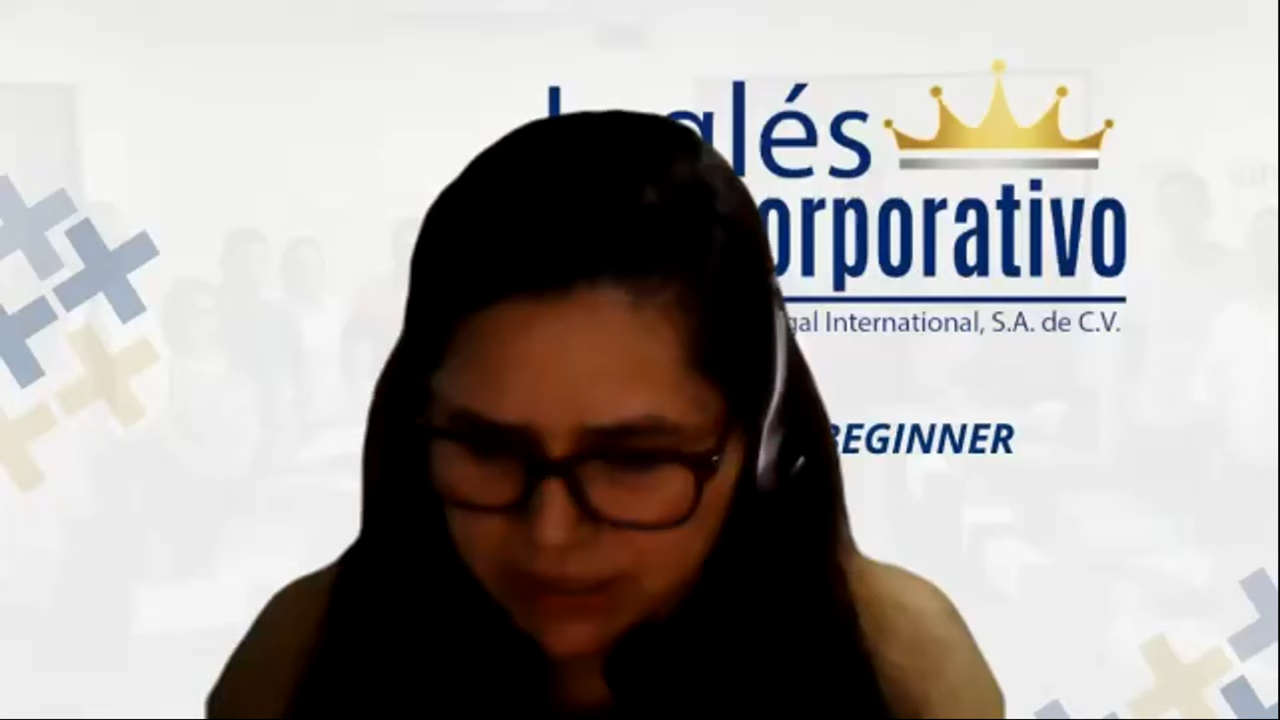 glés
orporativo
gal International, S.A. de C.V.
BEGINNER